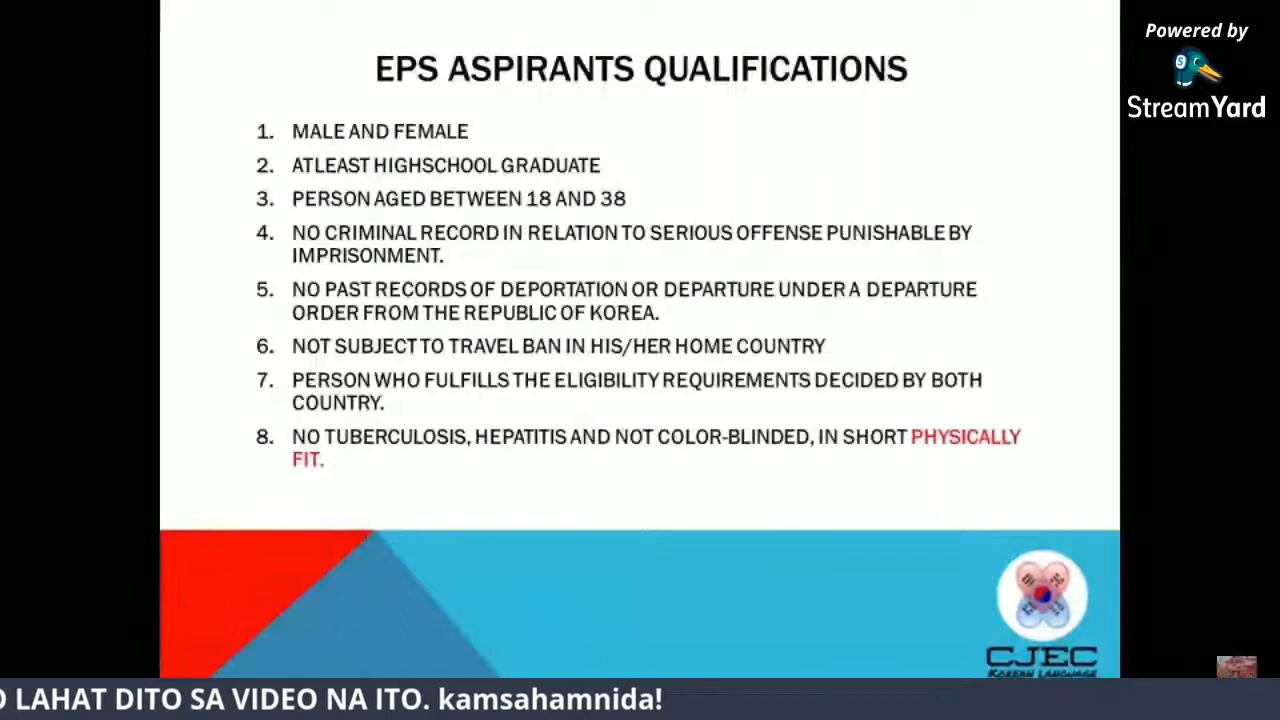 Powered by
StreamYard
EPS ASPIRANTS QUALIFICATIONS
1. MALE AND FEMALE
2. ATLEAST HIGHSCHOOL GRADUATE
3. PERSON AGED BETWEEN 18 AND 38
4. NO CRIMINAL RECORD IN RELATION TO SERIOUS OFFENSE PUNISHABLE BY
IMPRISONMENT.
5. NO PAST RECORDS OF DEPORTATION OR DEPARTURE UNDER A DEPARTURE
ORDER FROM THE REPUBLIC OF KOREA.
6. NOT SUBJECT TO TRAVEL BAN IN HIS/HER HOME COUNTRY
7. PERSON WHO FULFILLS THE ELIGIBILITY REQUIREMENTS DECIDED BY BOTH
COUNTRY.
8. NO TUBERCULOSIS, HEPATITIS AND NOT COLOR-BLINDED, IN SHORT PHYSICALLY
FIT.
CJEC
KOREAN LANGUAGE
LAHAT DITO SA VIDEO NA ITO. kamsahamnida!